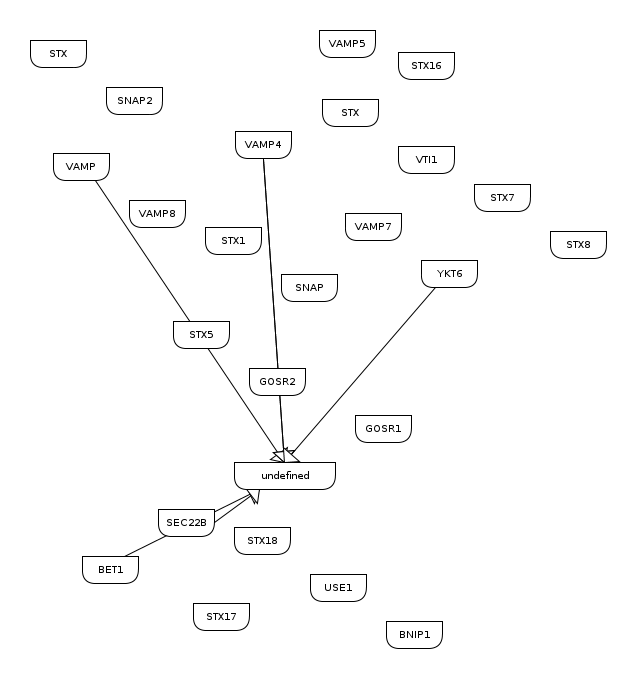 VAMP5
STX
STX16
SNAP2
STX
VAMP4
VTI1
VAMP
STX7
VAMP8
VAMP7
STX1
STX8
YKT6
SNAP
STX5
GOSR2
GOSR1
undefined
SEC22B
STX18
BET1
USE1
STX17
BNIP1